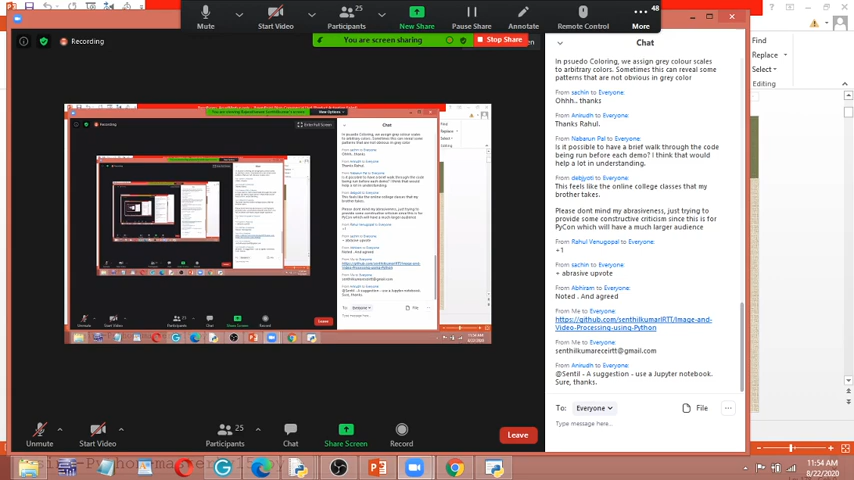 Mute
Start Video
Participants
25
New Share
Pause Share
Annotate
Remote Control
More
48
Recording
You are screen sharing
Stop Share
Chat
In psuedo Coloring, we assign grey colour scales
to arbitrary colors. Sometimes this can reveal some
patterns that are not obvious in grey color
From sachin to Everyone:
Ohhh.. thanks
From Anirudh to Everyone:
Thanks Rahul.
From Nabarun Pal to Everyone:
Is it possible to have a brief walk through the code
being run before each demo? I think that would
help a lot in understanding.
From debjyoti to Everyone:
This feels like the online college classes that my
brother takes.
Please dont mind my abrasiveness, just trying to
provide some constructive criticism since this is for
PyCon which will have a much larger audience
From Rahul Venugopal to Everyone:
+1
From sachin to Everyone:
+ abrasive upvote
From Abhiram to Everyone:
Noted . And agreed
From Me to Everyone:
https://github.com/senthilkumarIRTT/Image-and-
Video-Processing-using-Python
From Me to Everyone:
senthilkumareceirtt@gmail.com
From Anirudh to Everyone:
@Sentil - A suggestion - use a Jupyter notebook.
Sure, thanks.
To:
Everyone
File
Type message here...
Find
Replace
Select
Editing
Unmute
Start Video
Participants
25
Chat
Share Screen
Record
Leave
11:54 AM
8/22/2020